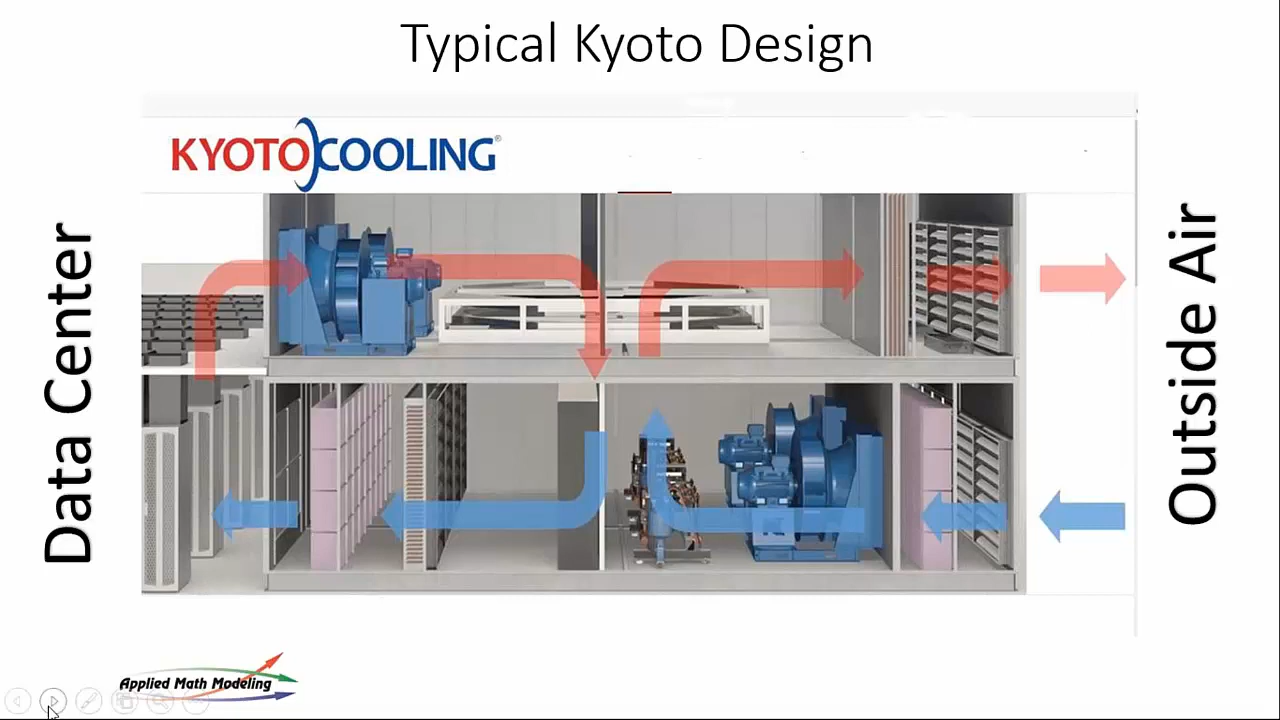 Typical Kyoto Design
KYOTOCOOLING®
Data Center
Outside Air
Applied Math Modeling